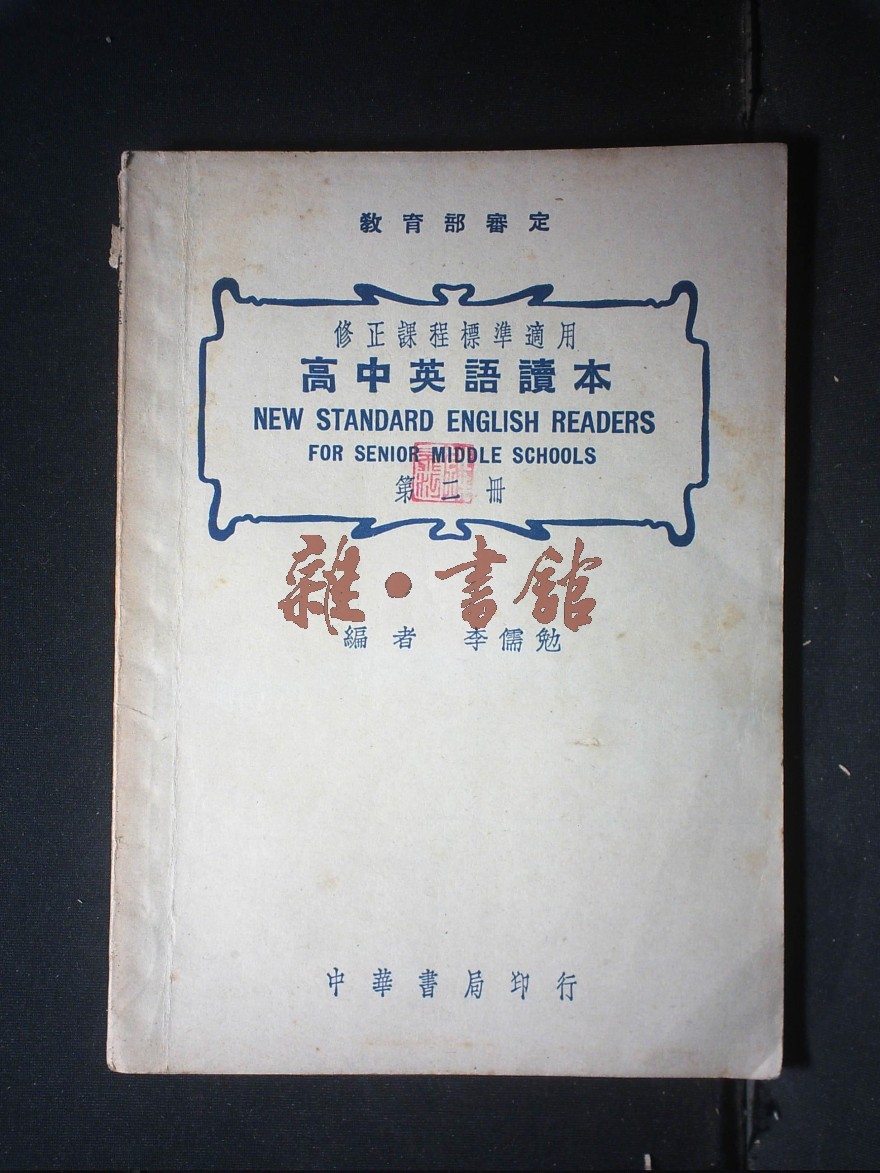 教育部審定
修正課程標準適用
高中英語讀本
NEW STANDARD ENGLISH READERS
FOR SENIOR MIDDLE SCHOOLS
第二冊
雜·書館
編者 李儒勉
中華書局印行